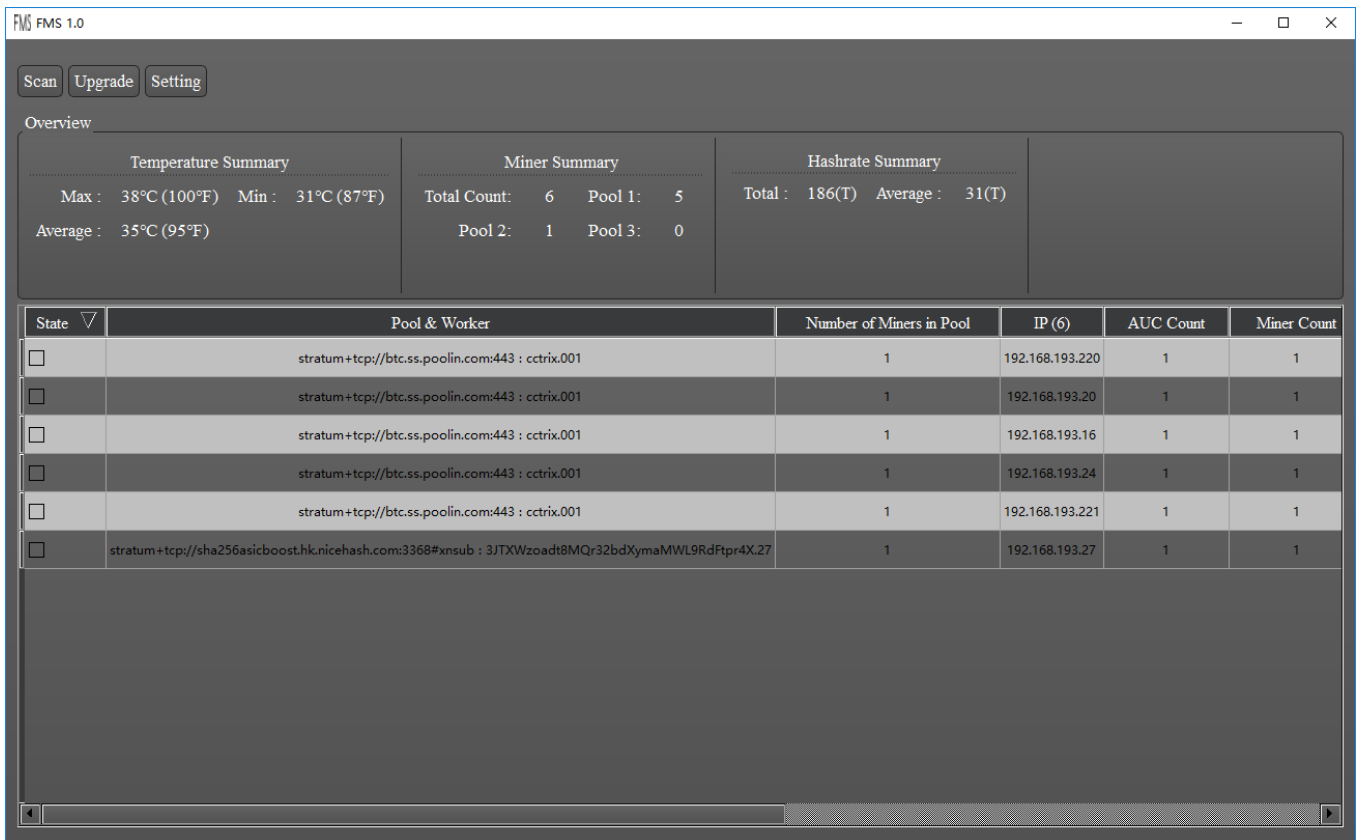 FMS FMS 1.0
Scan Upgrade Setting
Overview
Temperature Summary Miner Summary Hashrate Summary
Max : 38°C (100°F) Min : 31°C (87°F) Total Count: 6 Pool 1: 5 Total : 186(T) Average : 31(T)
Average : 35°C (95°F) Pool 2: 1 Pool 3: 0
State Pool & Worker Number of Miners in Pool IP (6) AUC Count Miner Count
stratum+tcp://btc.ss.poolin.com:443 : cctrix.001 1 192.168.193.220 1 1
stratum+tcp://btc.ss.poolin.com:443 : cctrix.001 1 192.168.193.20 1 1
stratum+tcp://btc.ss.poolin.com:443 : cctrix.001 1 192.168.193.16 1 1
stratum+tcp://btc.ss.poolin.com:443 : cctrix.001 1 192.168.193.24 1 1
stratum+tcp://btc.ss.poolin.com:443 : cctrix.001 1 192.168.193.221 1 1
stratum+tcp://sha256asicboost.hk.nicehash.com:3368#xnsub : 3JTXWzoadt8MQr32bdXymaMWL9RdFtpr4X.27 1 192.168.193.27 1 1